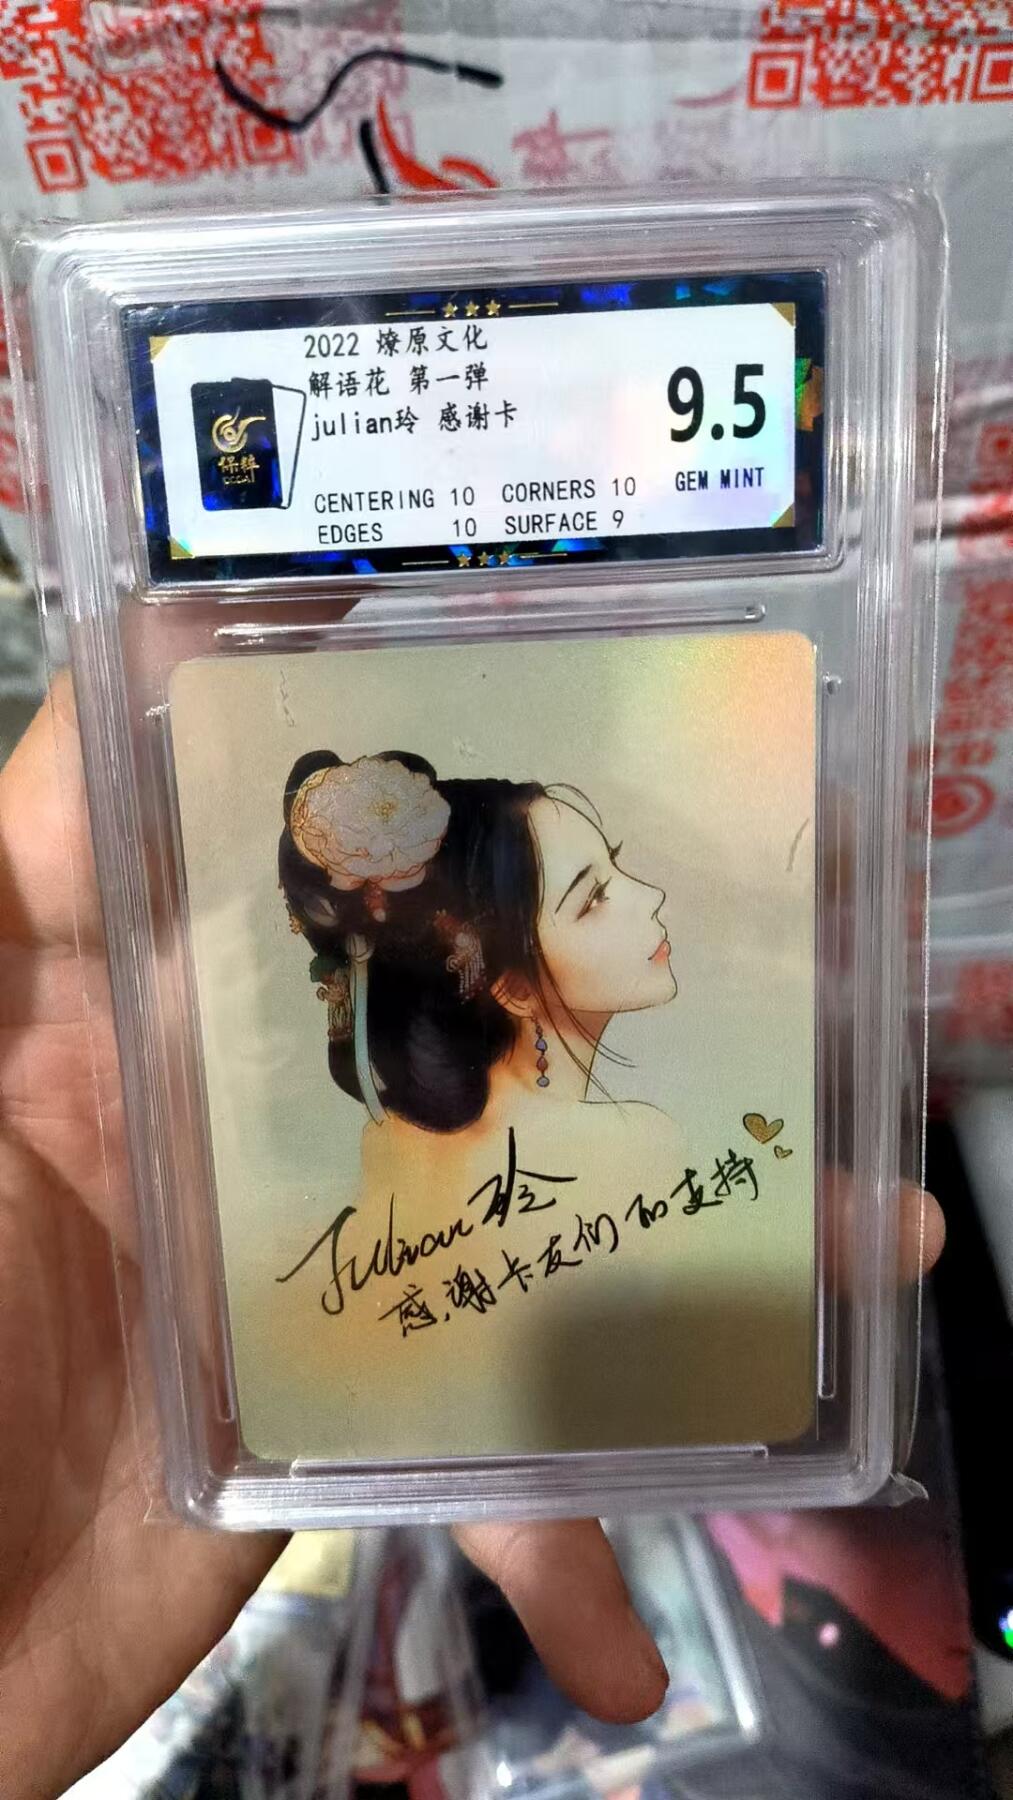 2022 燎原文化
解语花 第一弹
julian玲 感谢卡
9.5
GEM MINT
CENTERING 10 CORNERS 10
EDGES 10 SURFACE 9
保粹
Julian玲
感谢卡友们的支持